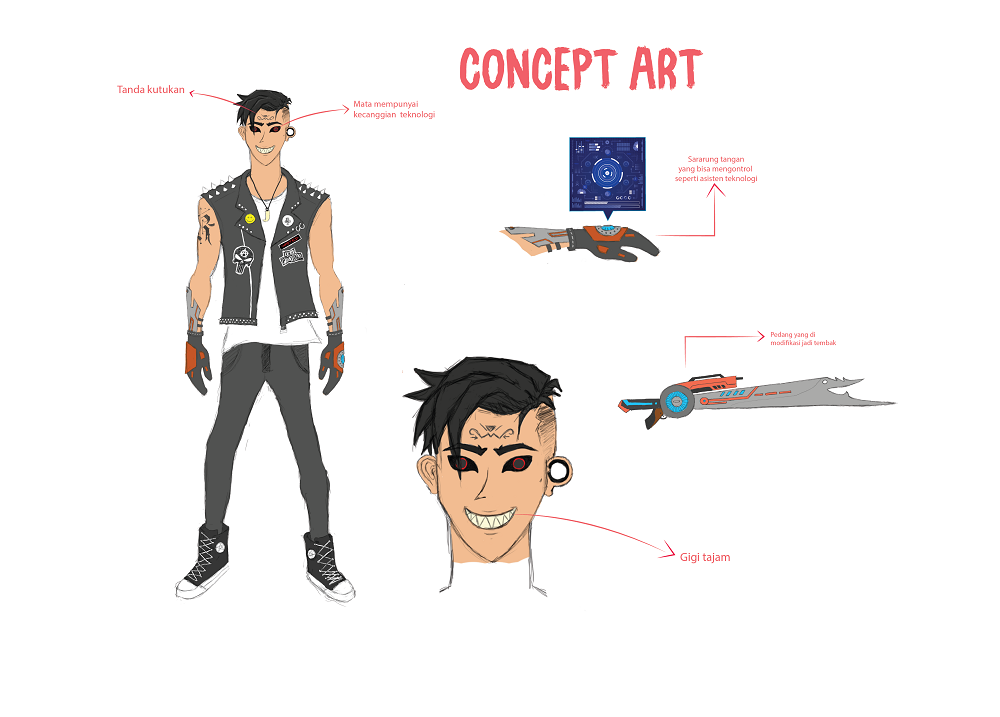 CONCEPT ART
Tanda kutukan
Mata mempunyai
kecanggian teknologi
Sararung tangan
yang bisa mengontrol
seperti asisten teknologi
Pedang yang di
modifikasi jadi tembak
Gigi tajam